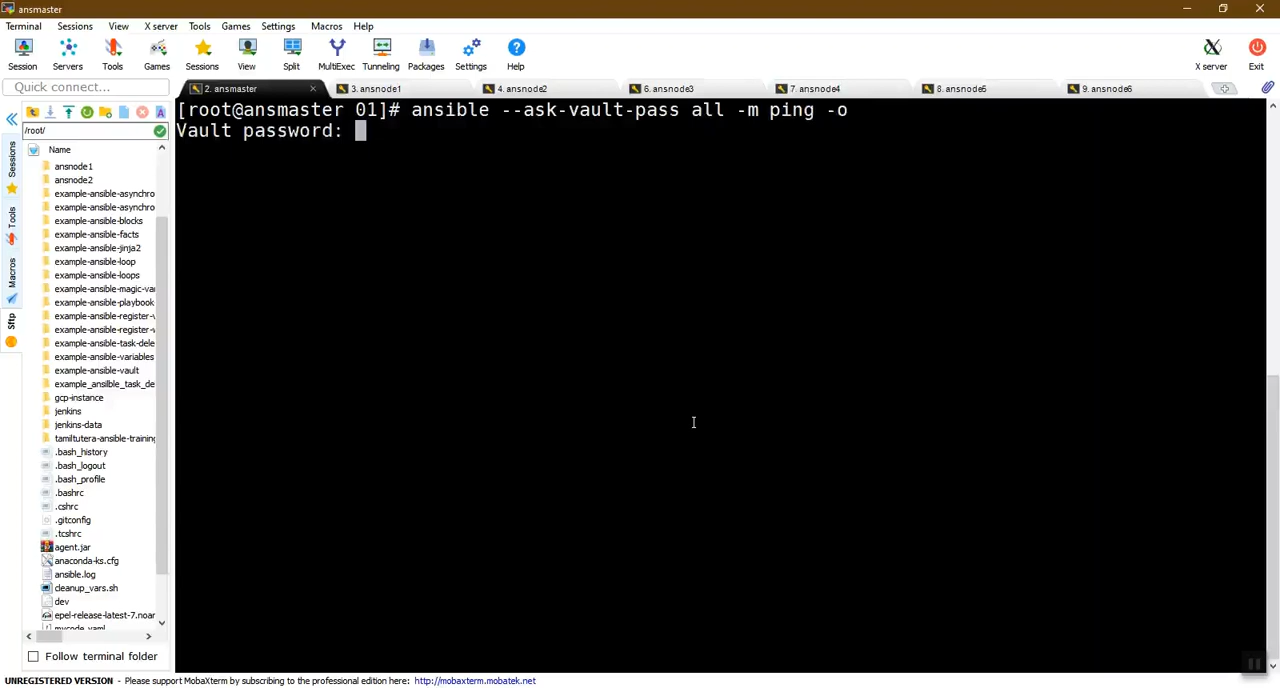 ansmaster
Terminal Sessions View X server Tools Games Settings Macros Help
Session Servers Tools Games Sessions View Split MultiExec Tunneling Packages Settings Help X server Exit
Quick connect...
2. ansmaster
3. ansnode1
4. ansnode2
6. ansnode3
7. ansnode4
8. ansnode5
9. ansnode6
[root@ansmaster 01]# ansible --ask-vault-pass all -m ping -o
Vault password:
Sessions
Tools
Macros
Sftp
/root/
Name
ansnode1
ansnode2
example-ansible-asynchro
example-ansible-asynchro
example-ansible-blocks
example-ansible-facts
example-ansible-jinja2
example-ansible-loop
example-ansible-loops
example-ansible-magic-va
example-ansible-playbook
example-ansible-register-v
example-ansible-register-v
example-ansible-task-dele
example-ansible-variables
example-ansible-vault
example_ansilble_task_de
gcp-instance
jenkins
jenkins-data
tamiltutera-ansible-training
.bash_history
.bash_logout
.bash_profile
.bashrc
.cshrc
.gitconfig
.tcshrc
agent.jar
anaconda-ks.cfg
ansible.log
cleanup_vars.sh
dev
epel-release-latest-7.noar
mycode.yaml
Follow terminal folder
UNREGISTERED VERSION - Please support MobaXterm by subscribing to the professional edition here: http://mobaxterm.mobatek.net